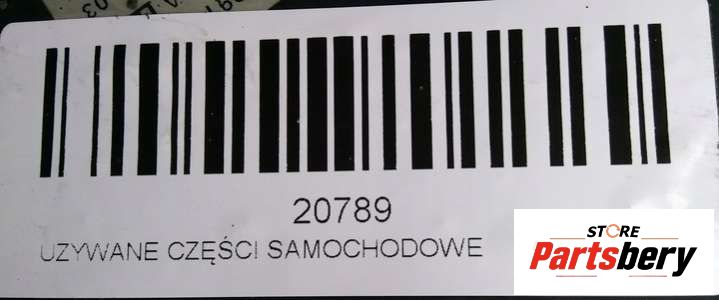 20789
UZYWANE CZĘŚCI SAMOCHODOWE
STORE
Partsbery